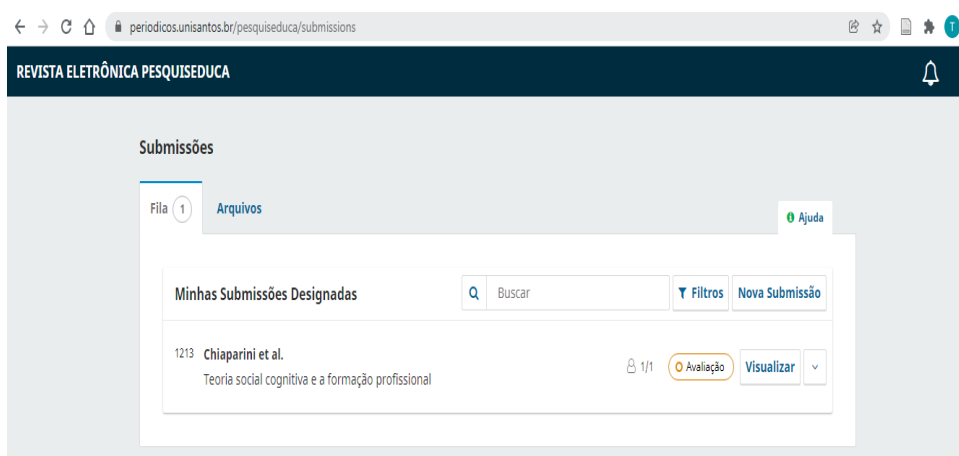 periodicos.unisantos.br/pesquiseduca/submissions
T
REVISTA ELETRÔNICA PESQUISEDUCA
Submissões
Fila 1 Arquivos
Ajuda
Minhas Submissões Designadas Buscar Filtros Nova Submissão
1213 Chiaparini et al. 1/1 Avaliação Visualizar
Teoria social cognitiva e a formação profissional